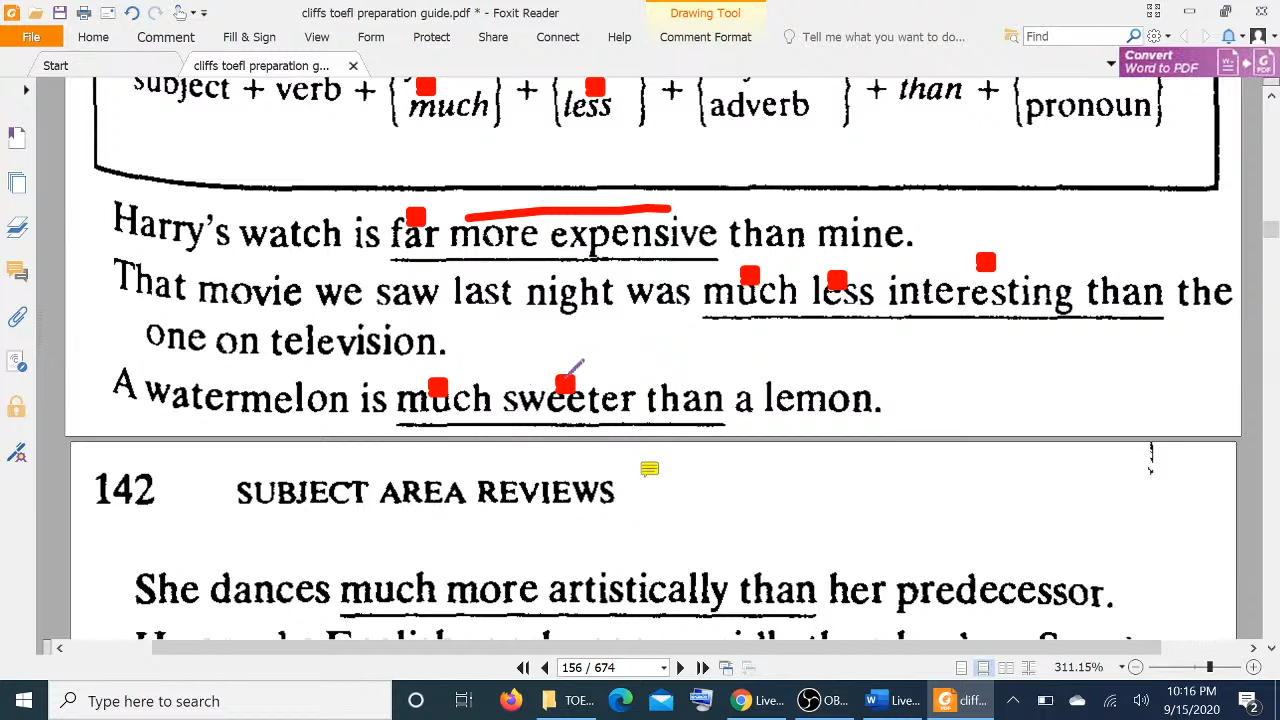 cliffs toefl preparation guide.pdf * - Foxit Reader
Drawing Tool
File Home Comment Fill & Sign View Form Protect Share Connect Help Comment Format Tell me what you want to do... Find
Start cliffs toefl preparation g...
Convert
Word to PDF
subject + verb + much + less + adverb + than + pronoun
Harry's watch is far more expensive than mine.
That movie we saw last night was much less interesting than the
one on television.
A watermelon is much sweeter than a lemon.
142 SUBJECT AREA REVIEWS
She dances much more artistically than her predecessor.
156 / 674
311.15%
Type here to search
TOE...
Live...
OB...
Live...
cliff...
10:16 PM
9/15/2020
2